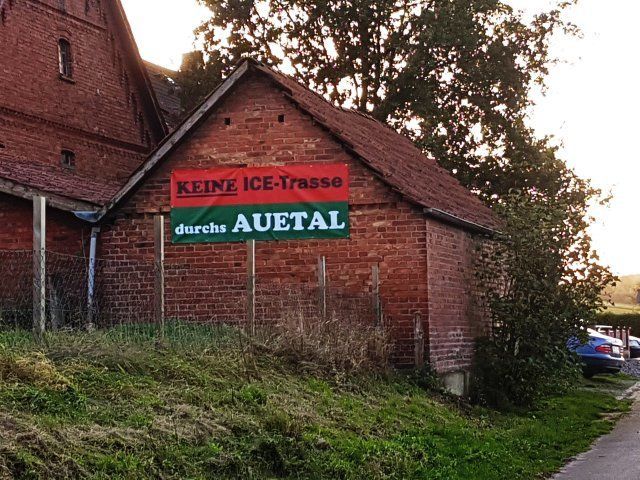 KEINE ICE-Trasse
durchs AUETAL